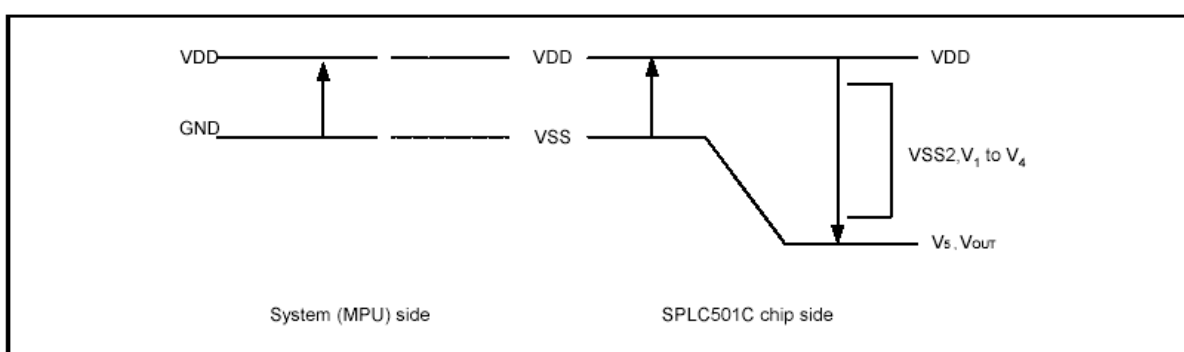 VDD VDD VDD
GND VSS
VSS2,V₁ to V₄
V₅, VOUT
System (MPU) side SPLC501C chip side